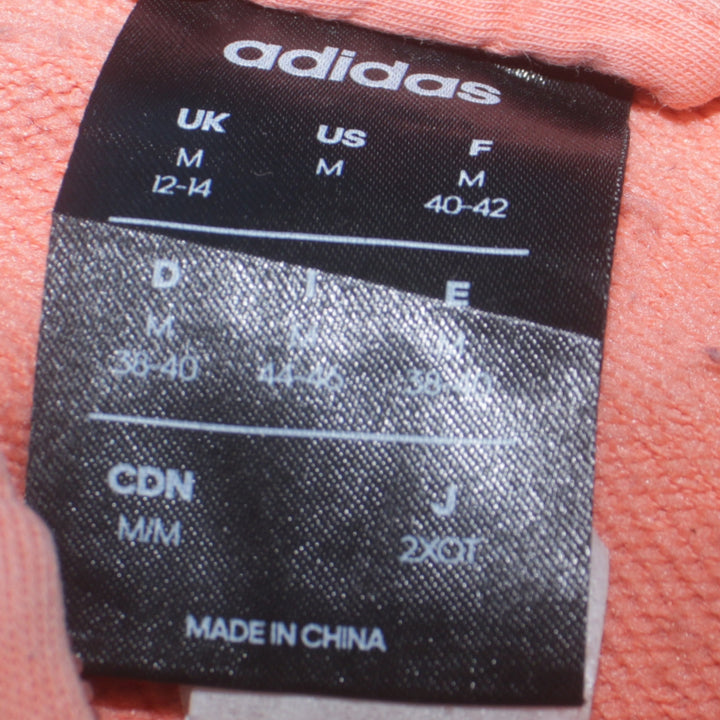 adidas
UK US F
M M M
12-14 40-42
D I E
M M M
38-40 44-46 38-40
CDN J
M/M 2XOT
MADE IN CHINA